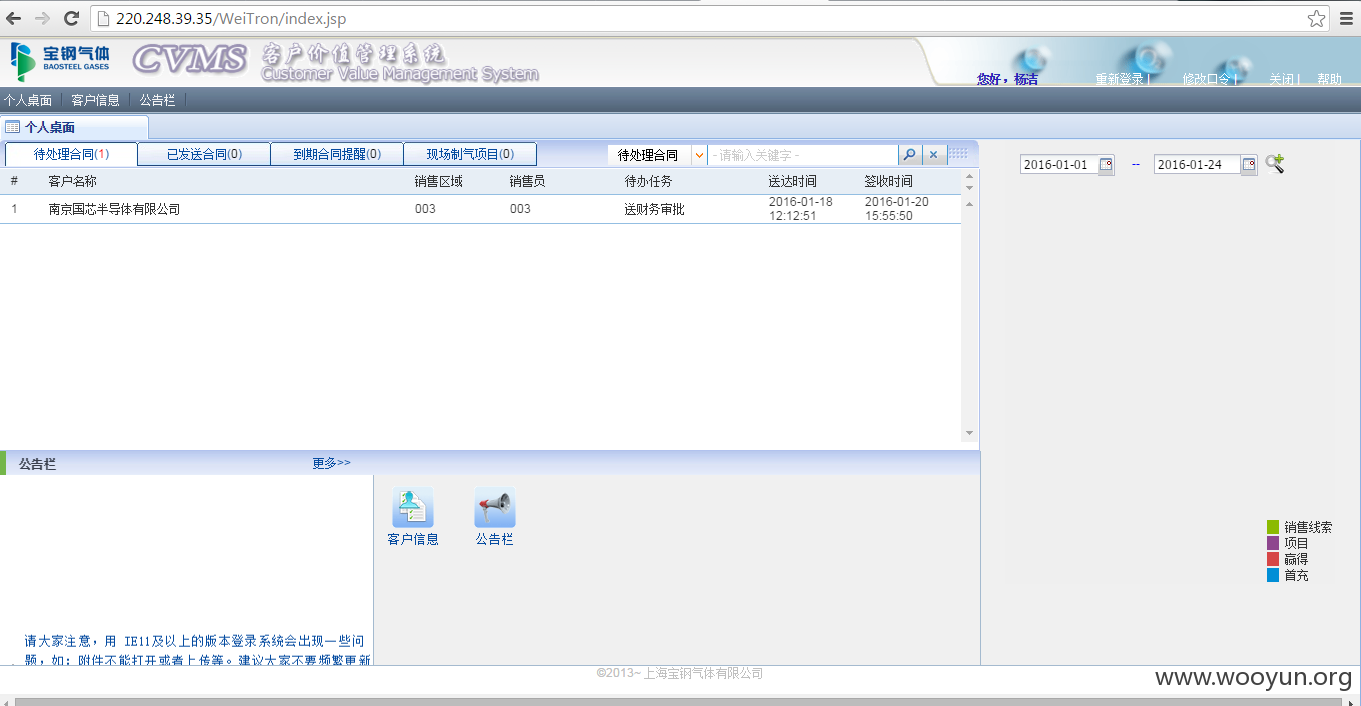 220.248.39.35/WeiTron/index.jsp
宝钢气体
BAOSTEEL GASES
CVMS
客户价值管理系统
Customer Value Management System
您好，杨洁
重新登录 |
修改口令 |
关闭 |
帮助
个人桌面
客户信息
公告栏
个人桌面
待处理合同(1)
已发送合同(0)
到期合同提醒(0)
现场制气项目(0)
待处理合同
- 请输入关键字 -
2016-01-01
--
2016-01-24
# 客户名称 销售区域 销售员 待办任务 送达时间 签收时间
1 南京国芯半导体有限公司 003 003 送财务审批 2016-01-18 2016-01-20
12:12:51 15:55:50
公告栏
更多>>
客户信息
公告栏
销售线索
项目
赢得
首充
请大家注意，用 IE11及以上的版本登录系统会出现一些问
题，如：附件不能打开或者上传等。建议大家不要频繁更新
©2013~ 上海宝钢气体有限公司
www.wooyun.org